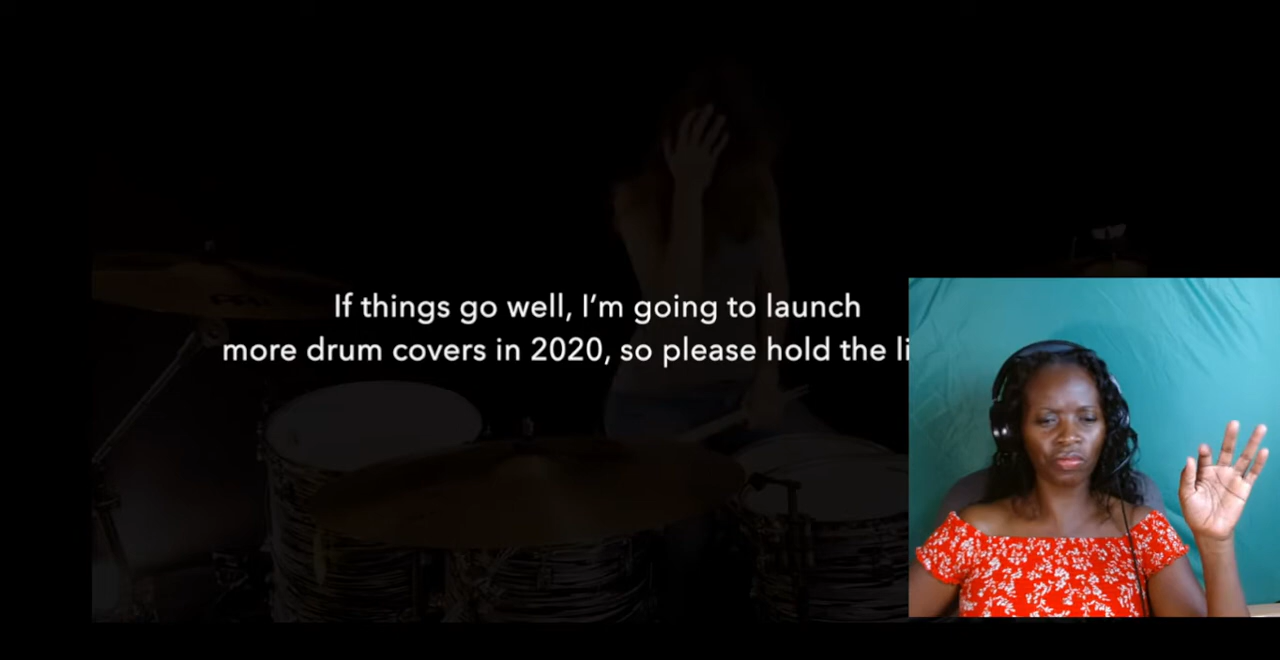 If things go well, I'm going to launch
more drum covers in 2020, so please hold the